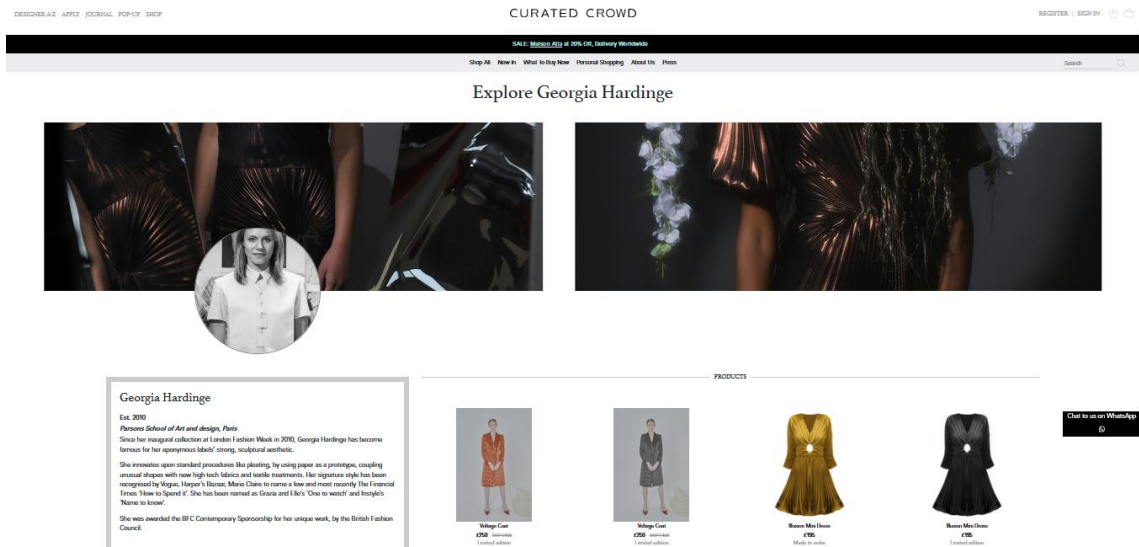 DESIGNER A-Z APPLY JOURNAL POP-UP SHOP
CURATED CROWD
REGISTER | SIGN IN
SALE: Maison Atia at 20% Off, Delivery Worldwide
Shop All Now In What To Buy Now Personal Shopping About Us Press
Search
Explore Georgia Hardinge
Georgia Hardinge
Est. 2010
Parsons School of Art and design, Paris
Since her inaugural collection at London Fashion Week in 2010, Georgia Hardinge has become
famous for her eponymous labels' strong, sculptural aesthetic.
She innovates upon standard procedures like pleating, by using paper as a prototype, coupling
unusual shapes with new high tech fabrics and textile treatments. Her signature style has been
recognised by Vogue, Harper's Bazaar, Marie Claire to name a few and most recently The Financial
Times 'How to Spend it'. She has been named as Grazia and Elle's 'One to watch' and Instyle's
'Name to know'.
She was awarded the BFC Contemporary Sponsorship for her unique work, by the British Fashion
Council.
PRODUCTS
Voltage Coat
£250
Limited edition
Voltage Coat
£250
Limited edition
Illusion Mini Dress
£195
Made to order
Illusion Mini Dress
£195
Limited edition
Chat to us on WhatsApp